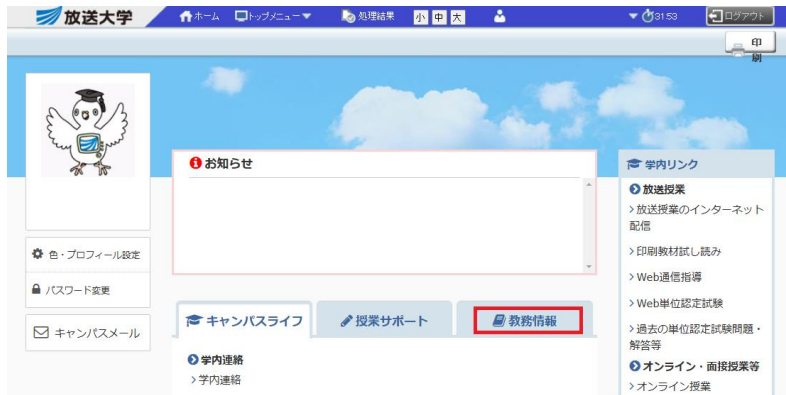 放送大学
ホーム トップメニュー▼ 処理結果 小 中 大
▼ 31:53 ログアウト
印
刷
お知らせ
色・プロフィール設定
パスワード変更
キャンパスメール
キャンパスライフ 授業サポート 教務情報
学内連絡
>学内連絡
学内リンク
放送授業
>放送授業のインターネット
配信
>印刷教材試し読み
>Web通信指導
>Web単位認定試験
>過去の単位認定試験問題・
解答等
オンライン・面接授業等
>オンライン授業